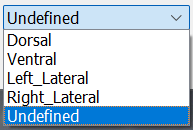 Undefined
Dorsal
Ventral
Left_Lateral
Right_Lateral
Undefined